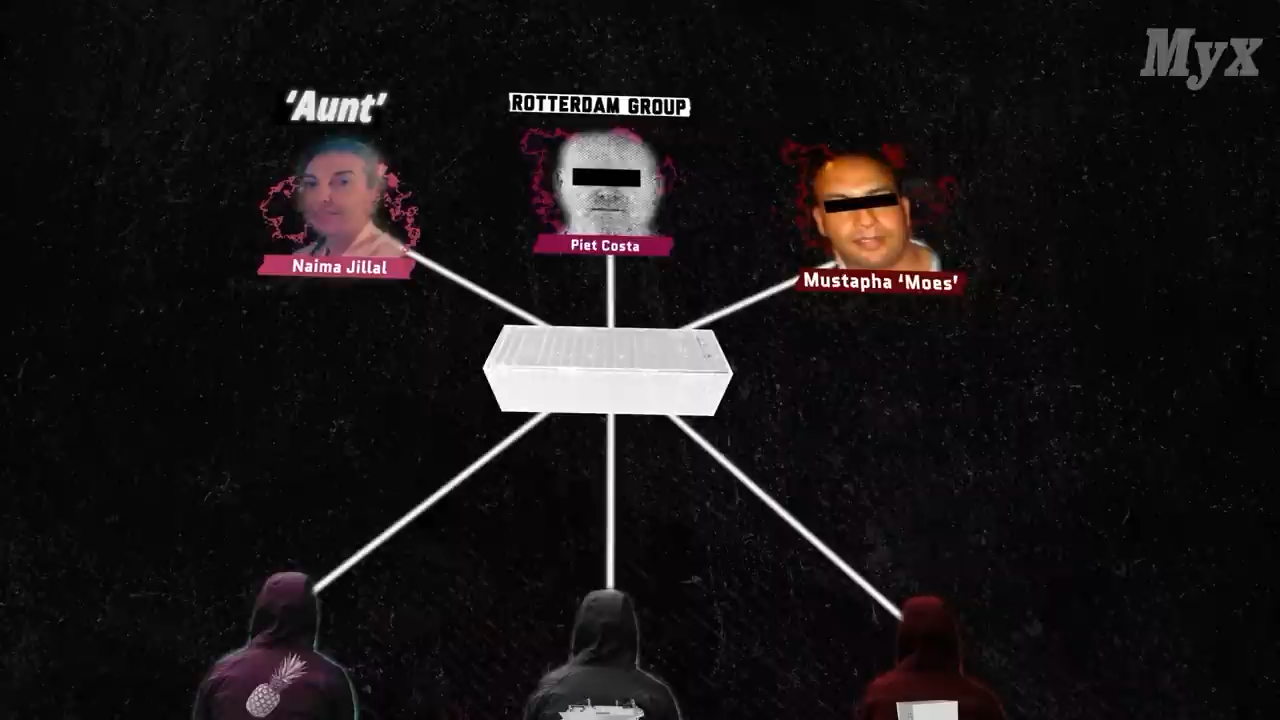 Myx
'Aunt'
ROTTERDAM GROUP
Naima Jillal
Piet Costa
Mustapha 'Moes'